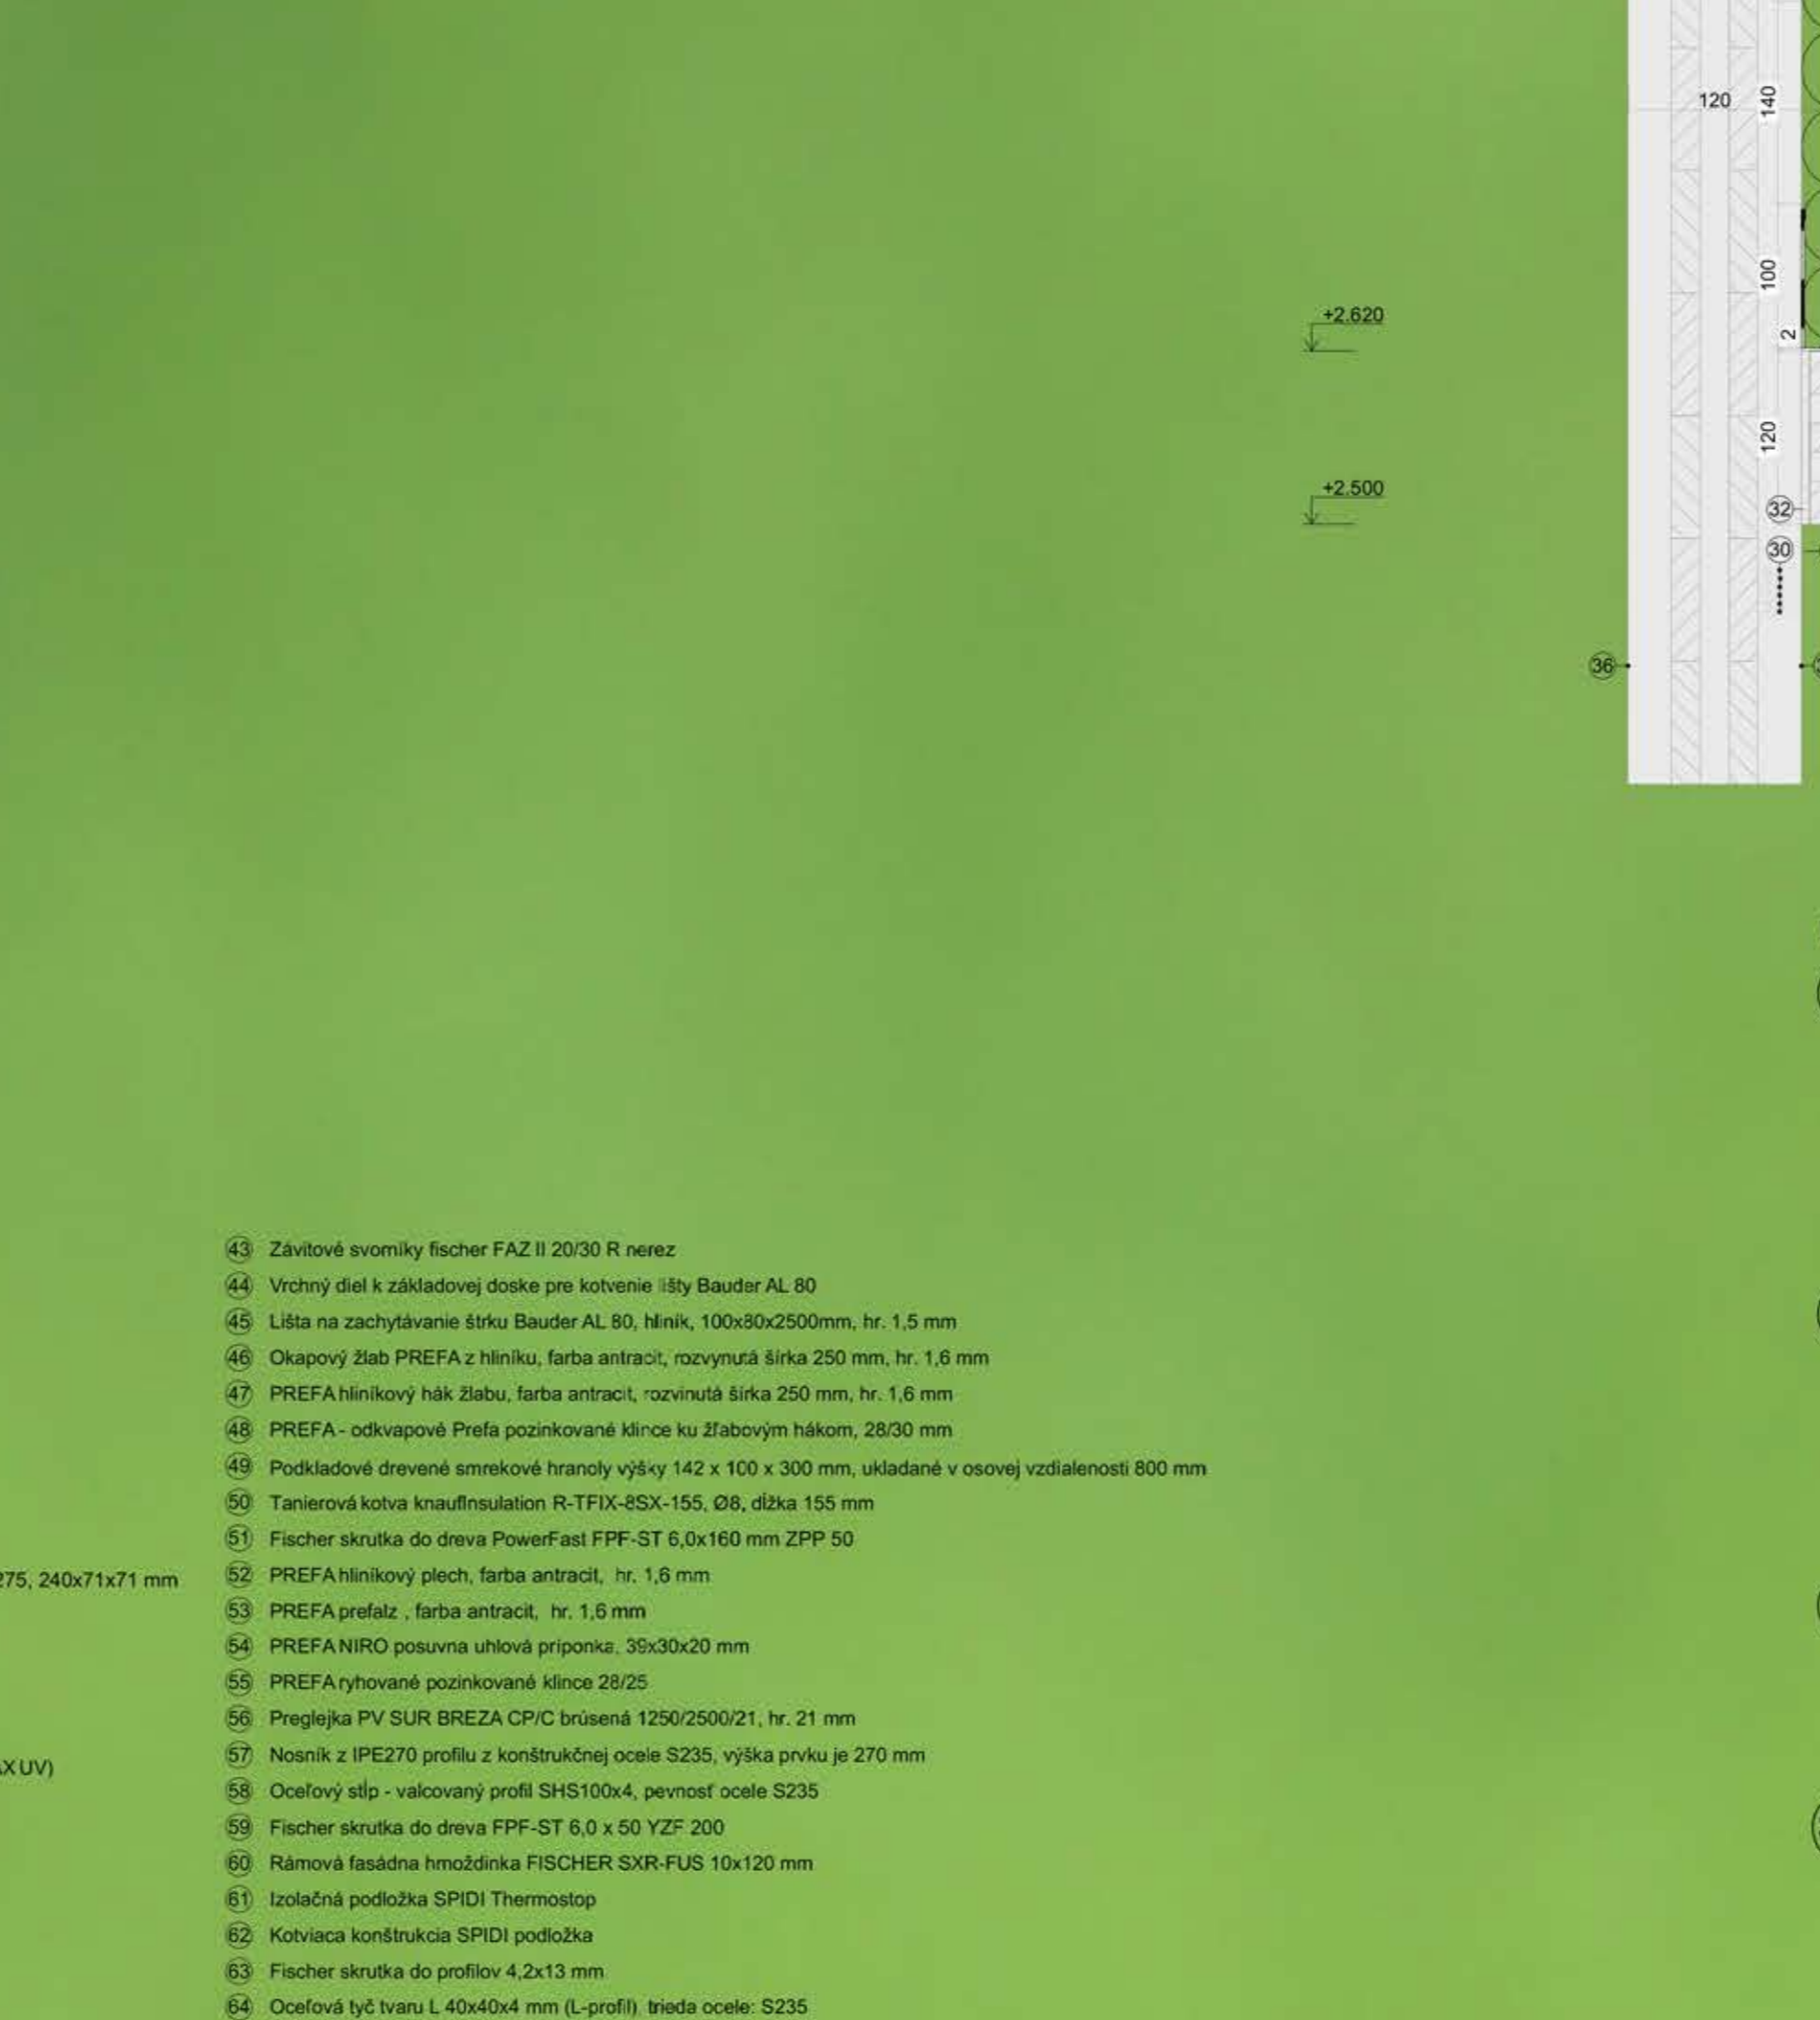 120
140
100
2
+2.620
120
+2.500
32
30
36
43 Závitové svorníky fischer FAZ II 20/30 R nerez
44 Vrchný diel k základovej doske pre kotvenie lišty Bauder AL 80
45 Lišta na zachytávanie štrku Bauder AL 80, hliník, 100x80x2500mm, hr. 1,5 mm
46 Okapový žlab PREFA z hliníku, farba antracit, rozvynutá šírka 250 mm, hr. 1,6 mm
47 PREFA hliníkový hák žlabu, farba antracit, rozvinutá šírka 250 mm, hr. 1,6 mm
48 PREFA - odkvapové Prefa pozinkované klince ku žľabovým hákom, 28/30 mm
49 Podkladové drevené smrekové hranoly výšky 142 x 100 x 300 mm, ukladané v osovej vzdialenosti 800 mm
50 Tanierová kotva knaufInsulation R-TFIX-8SX-155, Ø8, dĺžka 155 mm
51 Fischer skrutka do dreva PowerFast FPF-ST 6,0x160 mm ZPP 50
275, 240x71x71 mm
52 PREFA hliníkový plech, farba antracit, hr. 1,6 mm
53 PREFA prefalz , farba antracit, hr. 1,6 mm
54 PREFA NIRO posuvna uhlová príponka, 39x30x20 mm
55 PREFA ryhované pozinkované klince 28/25
56 Preglejka PV SUR BREZA CP/C brúsená 1250/2500/21, hr. 21 mm
57 Nosník z IPE270 profilu z konštrukčnej ocele S235, výška prvku je 270 mm
UV)
58 Oceľový stĺp - valcovaný profil SHS100x4, pevnosť ocele S235
59 Fischer skrutka do dreva FPF-ST 6,0 x 50 YZF 200
60 Rámová fasádna hmoždinka FISCHER SXR-FUS 10x120 mm
61 Izolačná podložka SPIDI Thermostop
62 Kotviaca konštrukcia SPIDI podložka
63 Fischer skrutka do profilov 4,2x13 mm
64 Oceľová tyč tvaru L 40x40x4 mm (L-profil), trieda ocele: S235